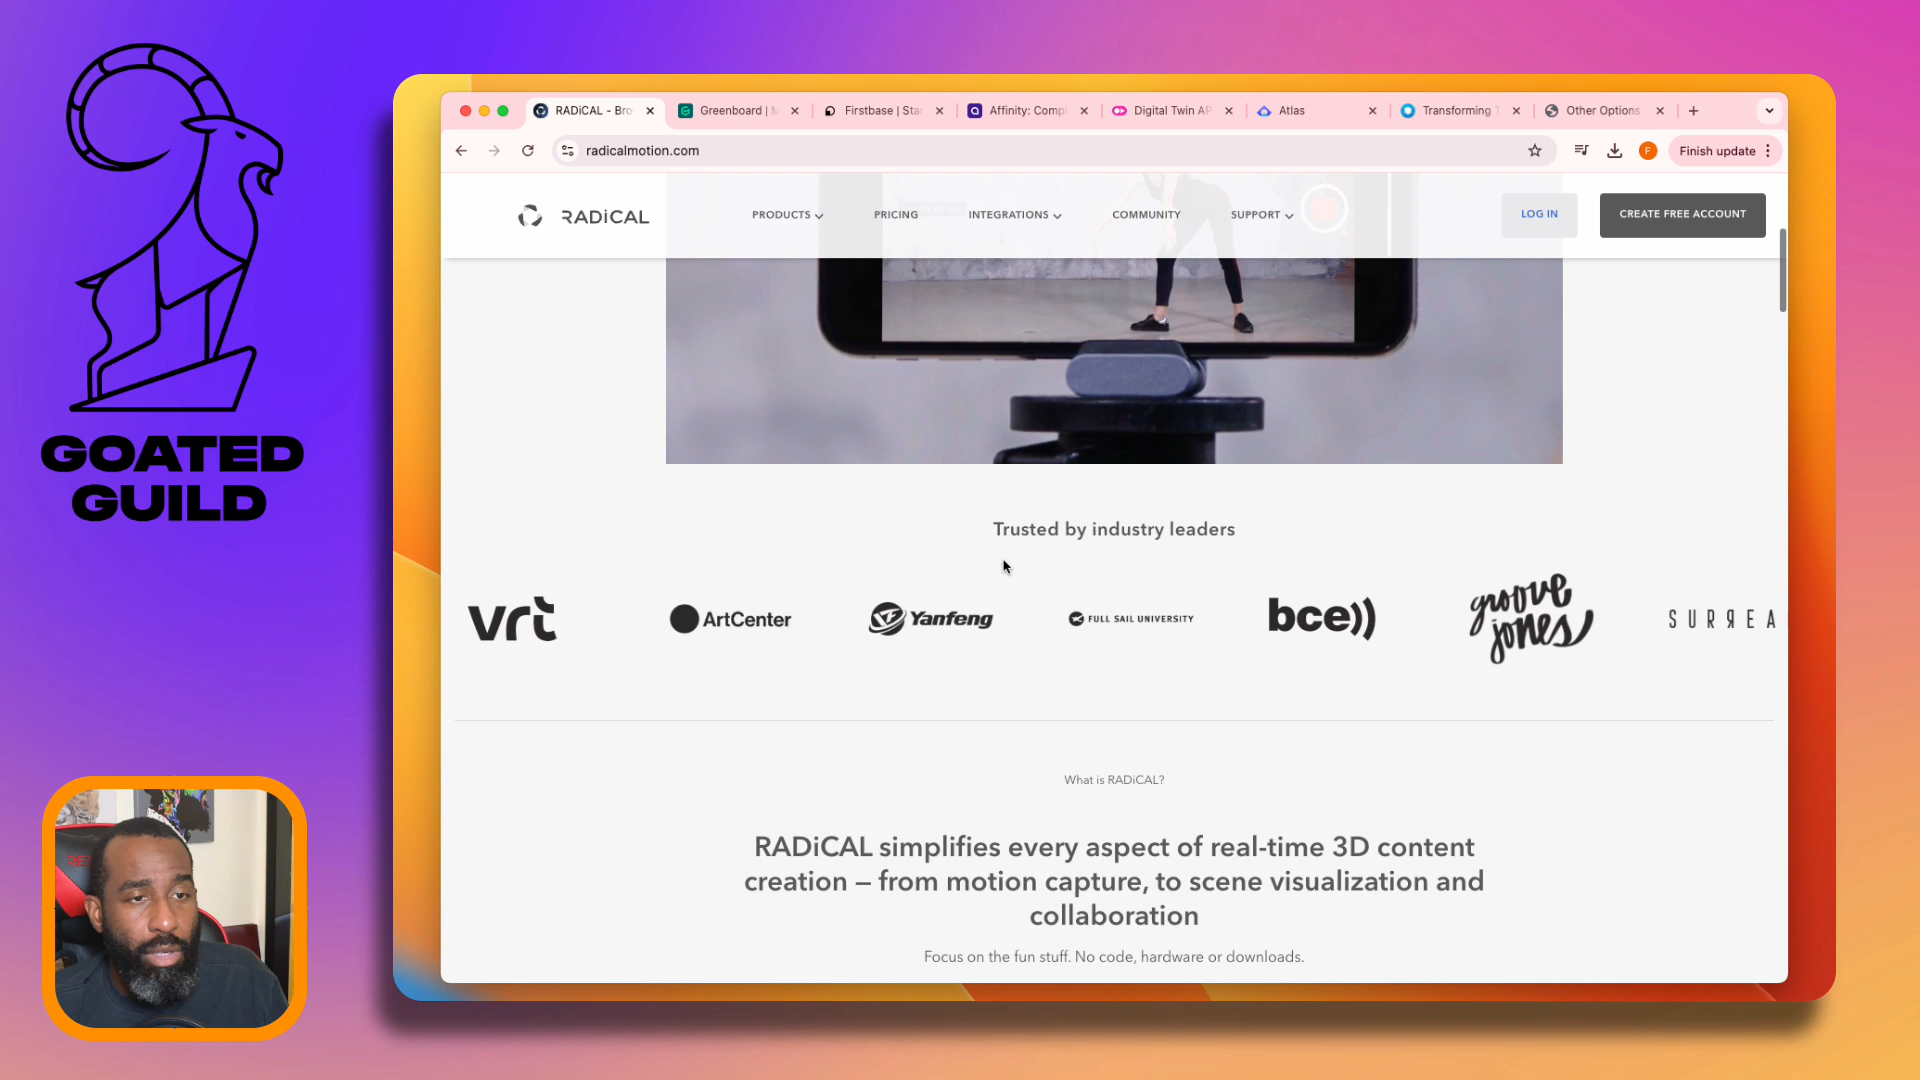 GOATED
GUILD
RADiCAL - Bro
Greenboard | M
Firstbase | Sta
Affinity: Compl
Digital Twin AP
Atlas
Transforming T
Other Options
radicalmotion.com
F
Finish update
RADiCAL
PRODUCTS
PRICING
INTEGRATIONS
COMMUNITY
SUPPORT
LOG IN
CREATE FREE ACCOUNT
Trusted by industry leaders
vrt
ArtCenter
Yanfeng
FULL SAIL UNIVERSITY
bce))
groove
jones
SURREA
What is RADiCAL?
RADiCAL simplifies every aspect of real-time 3D content
creation – from motion capture, to scene visualization and
collaboration
Focus on the fun stuff. No code, hardware or downloads.